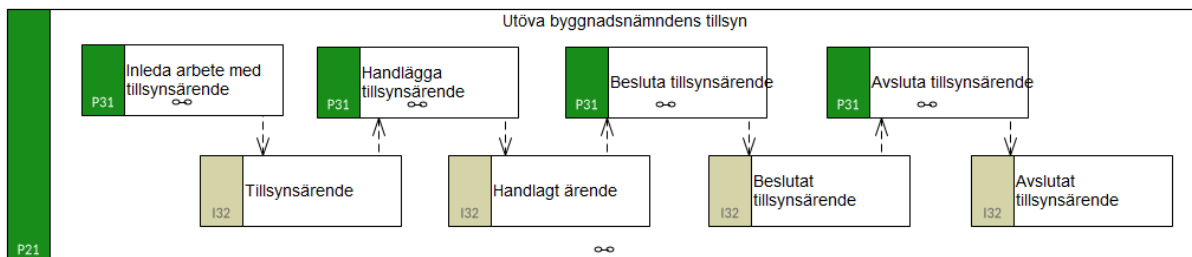 Utöva byggnadsnämndens tillsyn
Inleda arbete med
tillsynsärende
P31
Handlägga
tillsynsärende
P31
Besluta tillsynsärende
P31
Avsluta tillsynsärende
P31
Tillsynsärende
I32
Handlagt ärende
I32
Beslutat
tillsynsärende
I32
Avslutat
tillsynsärende
I32
P21